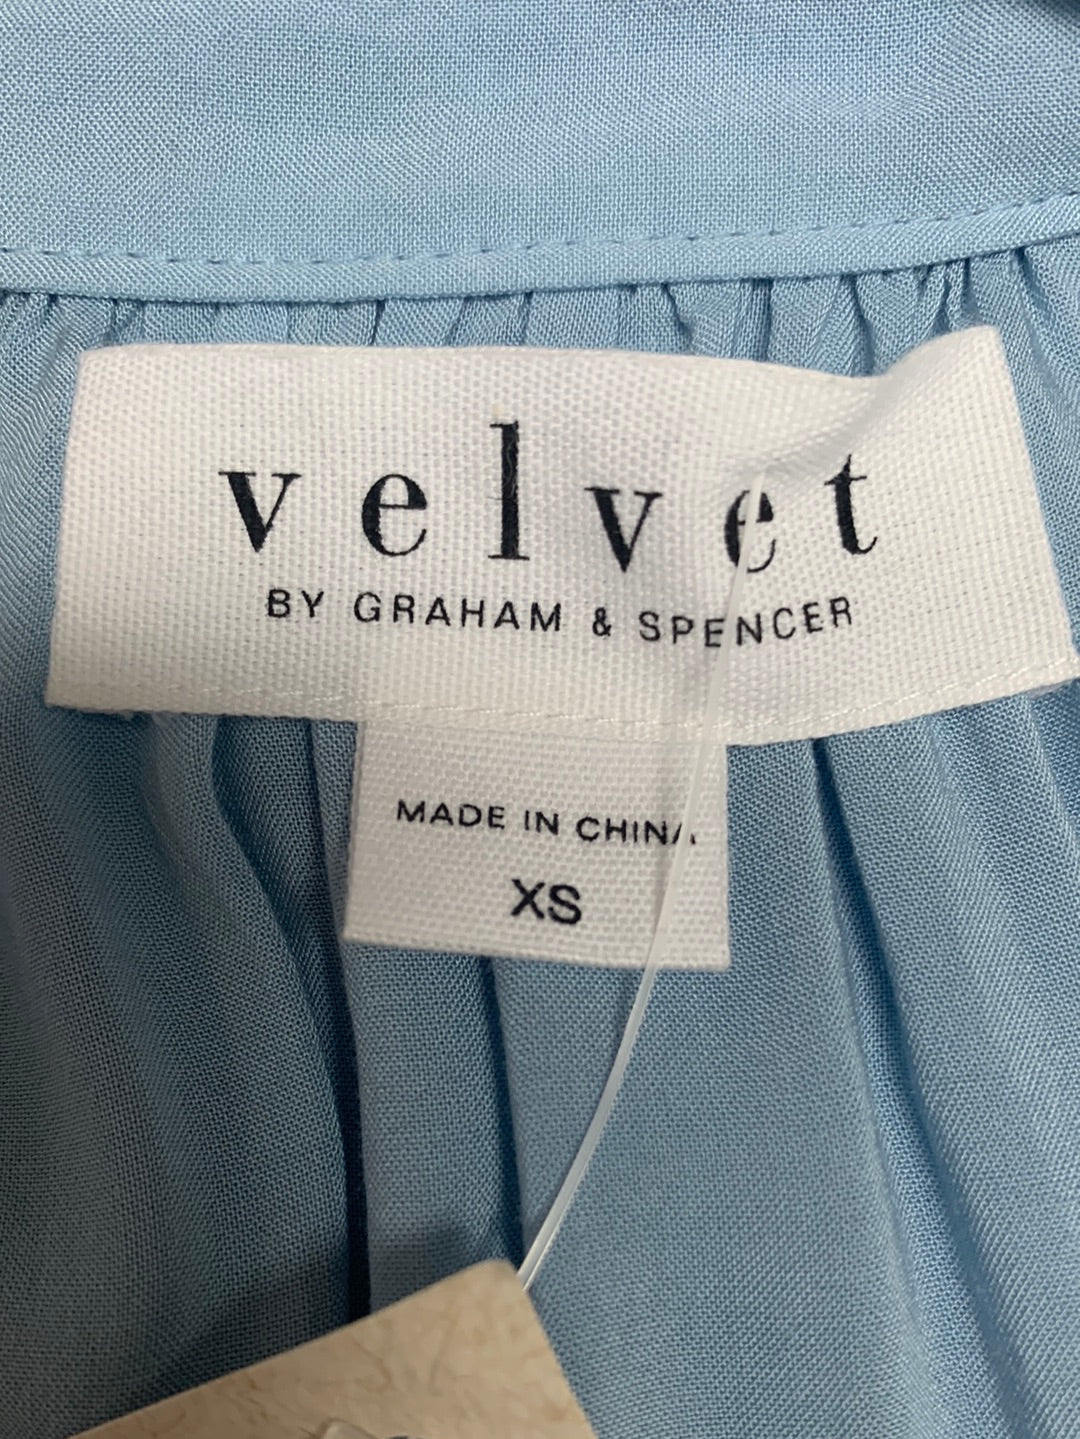 velvet
BY GRAHAM & SPENCER
MADE IN CHINA
XS